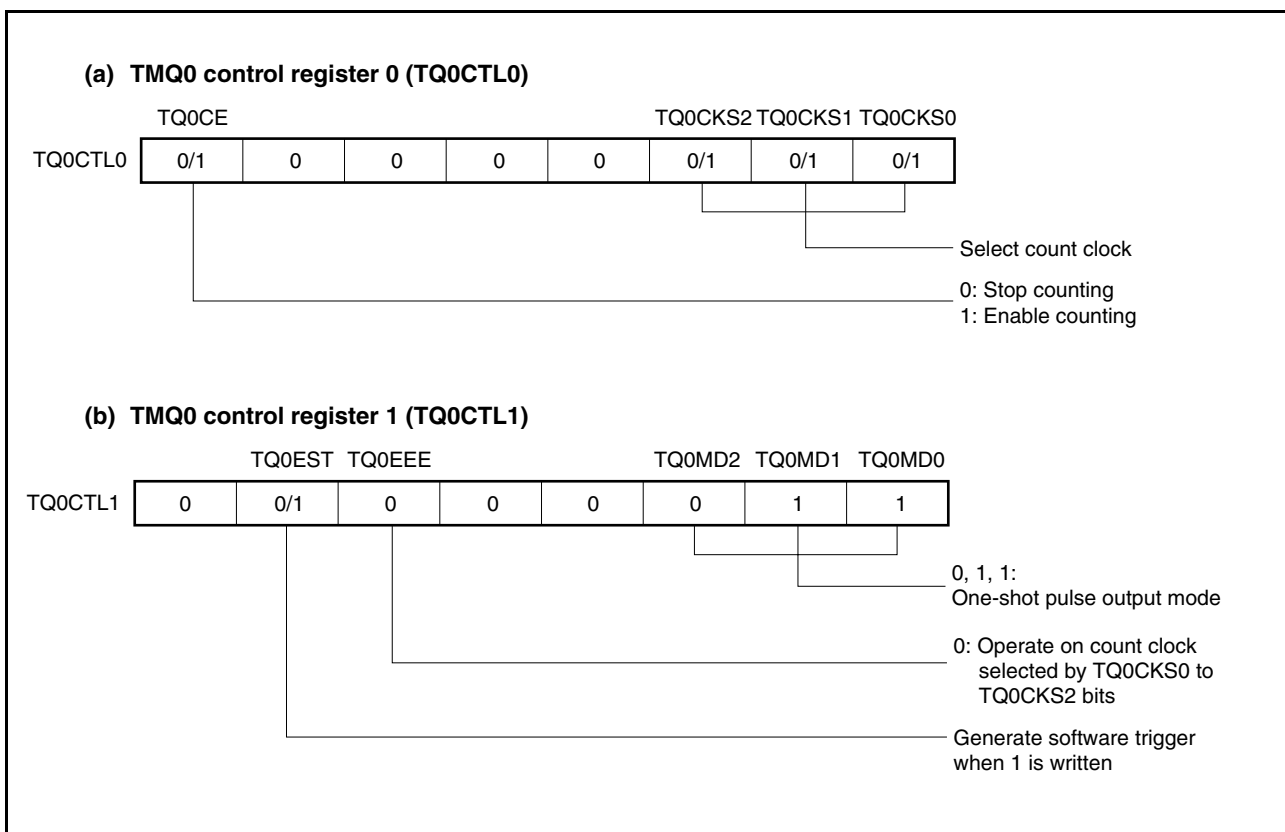 (a) TMQ0 control register 0 (TQ0CTL0)
TQ0CE TQ0CKS2 TQ0CKS1 TQ0CKS0
TQ0CTL0 0/1 0 0 0 0 0/1 0/1 0/1
Select count clock
0: Stop counting
1: Enable counting
(b) TMQ0 control register 1 (TQ0CTL1)
TQ0EST TQ0EEE TQ0MD2 TQ0MD1 TQ0MD0
TQ0CTL1 0 0/1 0 0 0 0 1 1
0, 1, 1:
One-shot pulse output mode
0: Operate on count clock
selected by TQ0CKS0 to
TQ0CKS2 bits
Generate software trigger
when 1 is written